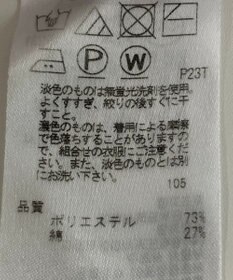 P W
P23T
淡色のものは無蛍光洗剤を使用。
よくすすぎ、絞りの後すぐに干
すこと。
濃色のものは、着用による摩擦
で色落ちすることがありますの
で、組合せの衣服にご注意くださ
い。また、淡色のものとは別
にお洗い下さい。
105
品質
ポリエステル 73%
綿 27%